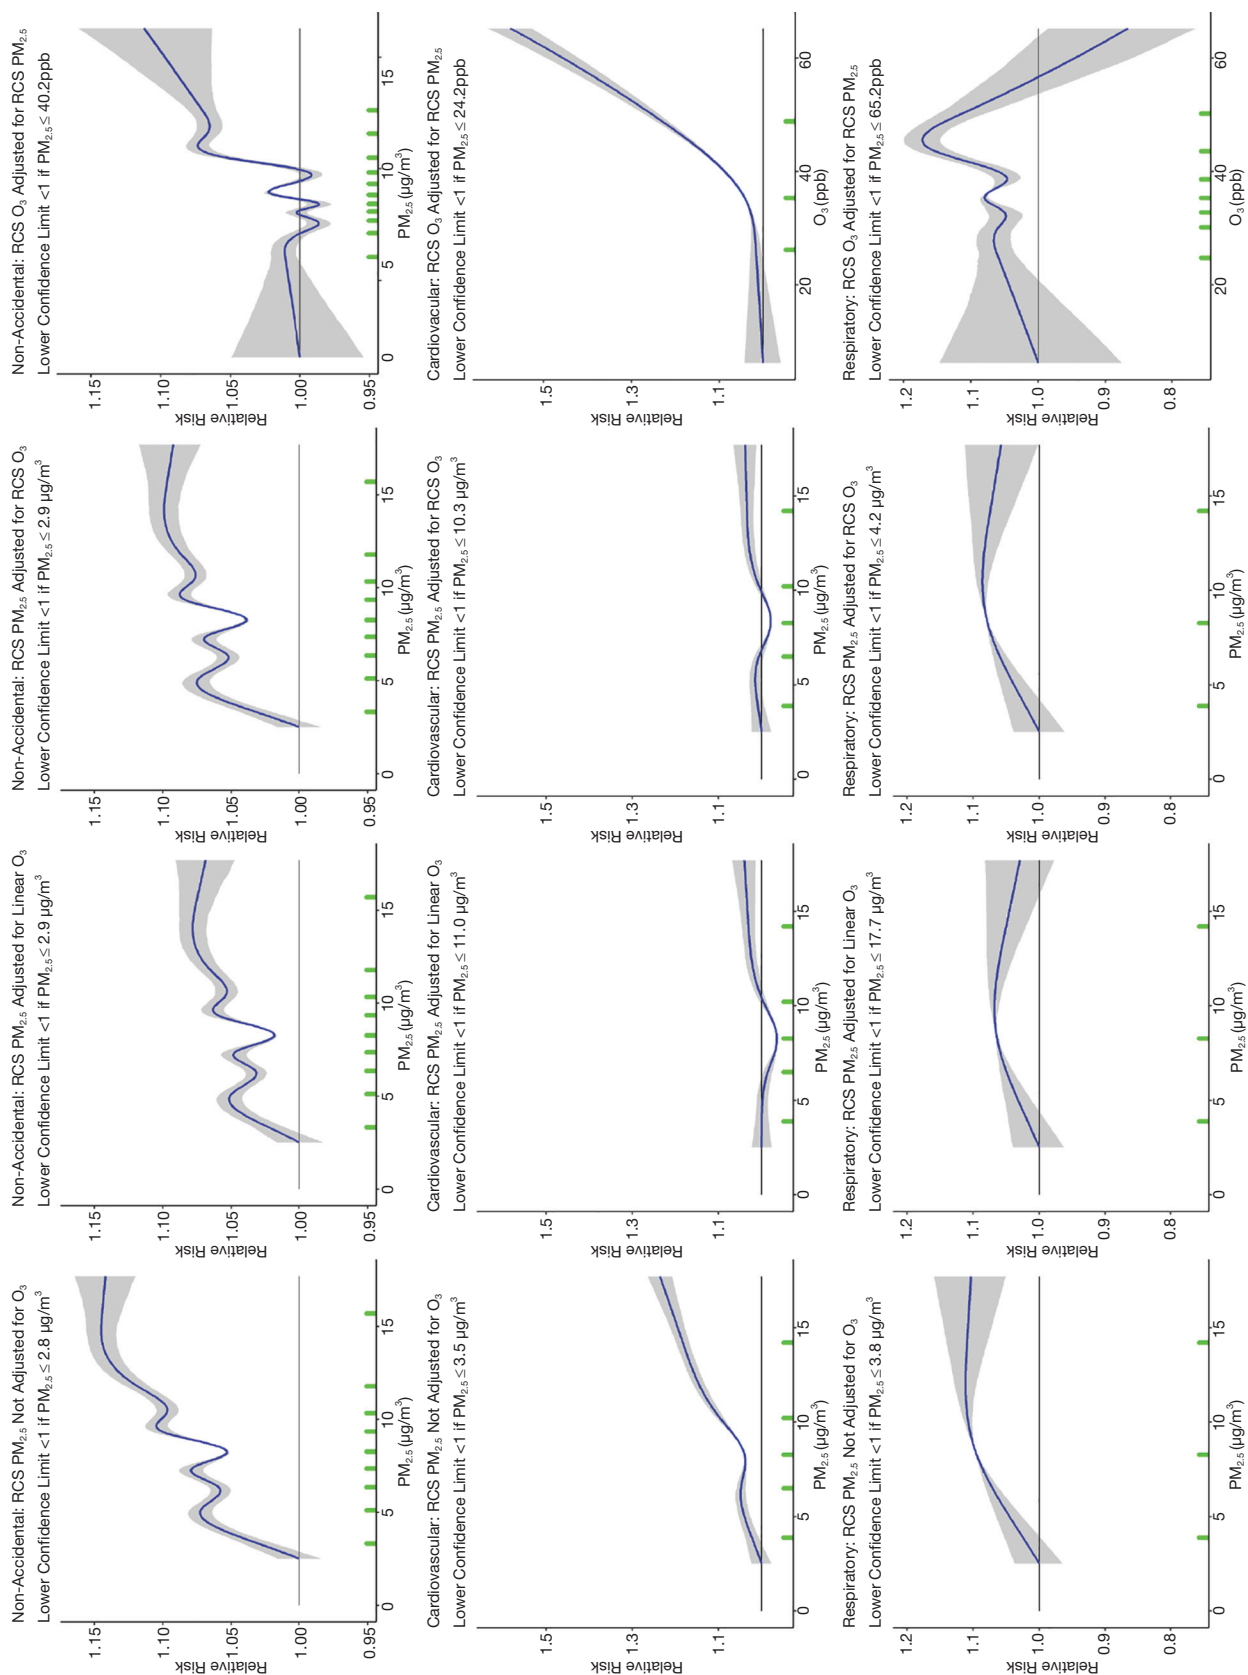 Non-Accidental: RCS PM₂.₅ Not Adjusted for O₃
Lower Confidence Limit <1 if PM₂.₅ ≤ 2.8 µg/m³
Relative Risk
1.15
1.10
1.05
1.00
0.95
0 5 10 15
PM₂.₅ (µg/m³)
Non-Accidental: RCS PM₂.₅ Adjusted for Linear O₃
Lower Confidence Limit <1 if PM₂.₅ ≤ 2.9 µg/m³
Relative Risk
1.15
1.10
1.05
1.00
0.95
0 5 10 15
PM₂.₅ (µg/m³)
Non-Accidental: RCS PM₂.₅ Adjusted for RCS O₃
Lower Confidence Limit <1 if PM₂.₅ ≤ 2.9 µg/m³
Relative Risk
1.15
1.10
1.05
1.00
0.95
0 5 10 15
PM₂.₅ (µg/m³)
Non-Accidental: RCS O₃ Adjusted for RCS PM₂.₅
Lower Confidence Limit <1 if PM₂.₅ ≤ 40.2ppb
Relative Risk
1.15
1.10
1.05
1.00
0.95
0 5 10 15
PM₂.₅ (µg/m³)
Cardiovascular: RCS PM₂.₅ Not Adjusted for O₃
Lower Confidence Limit <1 if PM₂.₅ ≤ 3.5 µg/m³
Relative Risk
1.5
1.3
1.1
0 5 10 15
PM₂.₅ (µg/m³)
Cardiovascular: RCS PM₂.₅ Adjusted for Linear O₃
Lower Confidence Limit <1 if PM₂.₅ ≤ 11.0 µg/m³
Relative Risk
1.5
1.3
1.1
0 5 10 15
PM₂.₅ (µg/m³)
Cardiovascular: RCS PM₂.₅ Adjusted for RCS O₃
Lower Confidence Limit <1 if PM₂.₅ ≤ 10.3 µg/m³
Relative Risk
1.5
1.3
1.1
0 5 10 15
PM₂.₅ (µg/m³)
Cardiovacular: RCS O₃ Adjusted for RCS PM₂.₅
Lower Confidence Limit <1 if PM₂.₅ ≤ 24.2ppb
Relative Risk
1.5
1.3
1.1
20 40 60
O₃ (ppb)
Respiratory: RCS PM₂.₅ Not Adjusted for O₃
Lower Confidence Limit <1 if PM₂.₅ ≤ 3.8 µg/m³
Relative Risk
1.2
1.1
1.0
0.9
0.8
0 5 10 15
PM₂.₅ (µg/m³)
Respiratory: RCS PM₂.₅ Adjusted for Linear O₃
Lower Confidence Limit <1 if PM₂.₅ ≤ 17.7 µg/m³
Relative Risk
1.2
1.1
1.0
0.9
0.8
0 5 10 15
PM₂.₅ (µg/m³)
Respiratory: RCS PM₂.₅ Adjusted for RCS O₃
Lower Confidence Limit <1 if PM₂.₅ ≤ 4.2 µg/m³
Relative Risk
1.2
1.1
1.0
0.9
0.8
0 5 10 15
PM₂.₅ (µg/m³)
Respiratory: RCS O₃ Adjusted for RCS PM₂.₅
Lower Confidence Limit <1 if PM₂.₅ ≤ 65.2ppb
Relative Risk
1.2
1.1
1.0
0.9
0.8
20 40 60
O₃ (ppb)